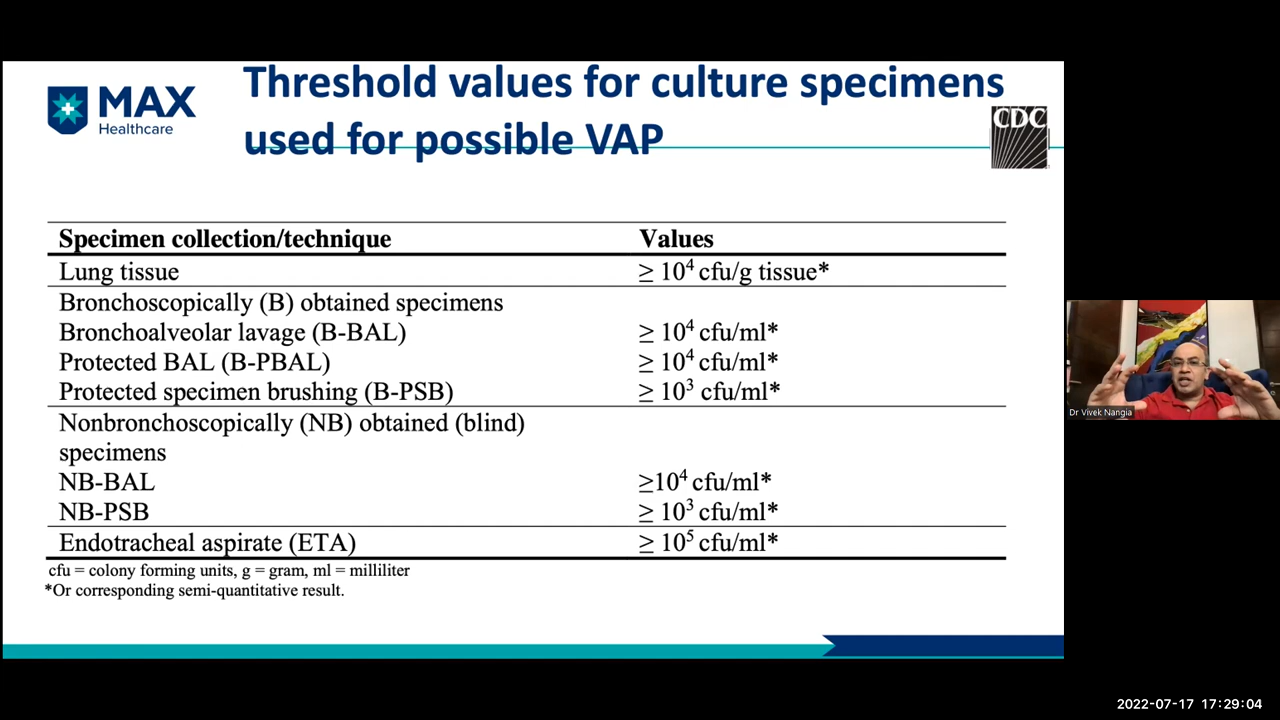 Threshold values for culture specimens
used for possible VAP
MAX
Healthcare
CDC
Specimen collection/technique Values
Lung tissue ≥ 10⁴ cfu/g tissue*
Bronchoscopically (B) obtained specimens
Bronchoalveolar lavage (B-BAL) ≥ 10⁴ cfu/ml*
Protected BAL (B-PBAL) ≥ 10⁴ cfu/ml*
Protected specimen brushing (B-PSB) ≥ 10³ cfu/ml*
Nonbronchoscopically (NB) obtained (blind)
specimens
NB-BAL ≥10⁴ cfu/ml*
NB-PSB ≥ 10³ cfu/ml*
Endotracheal aspirate (ETA) ≥ 10⁵ cfu/ml*
cfu = colony forming units, g = gram, ml = milliliter
*Or corresponding semi-quantitative result.
Dr Vivek Nangia
2022-07-17 17:29:04